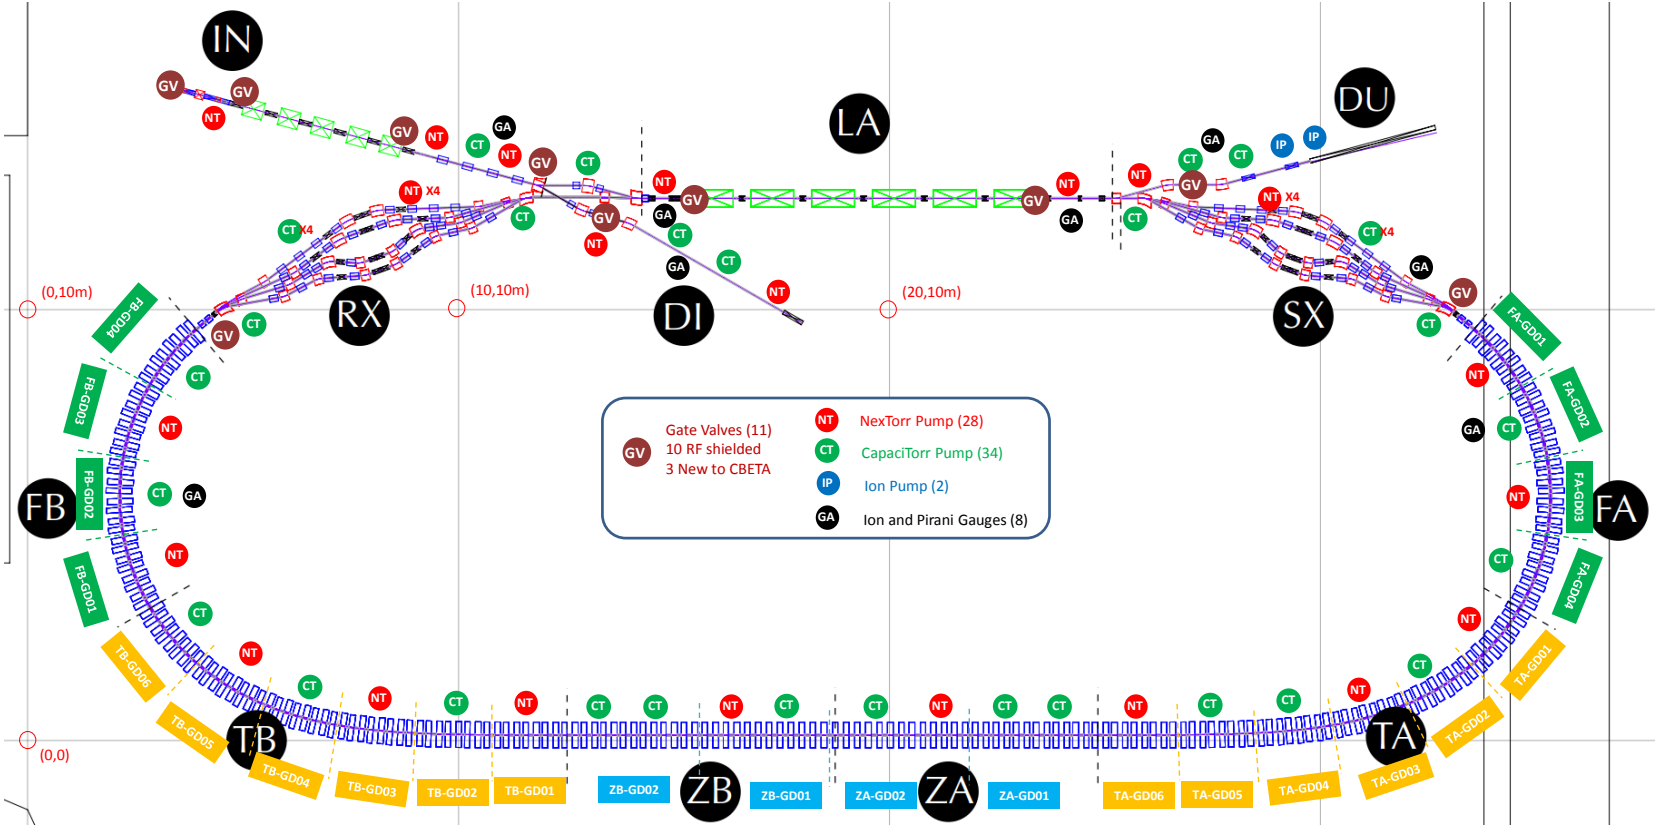 IN
GV
GV
NT
GV
NT
CT
GA
NT
GV
CT
LA
DU
GA
CT
CT
IP
IP
NT X4
CT X4
CT
GV
NT
NT
GV
GA
CT
GA
CT
NT
NT
GV
GA
NT
CT
GV
NT X4
CT X4
GA
GV
CT
(0,10m)
(10,10m)
(20,10m)
RX
DI
SX
GV
CT
FB-GD04
FB-GD03
FB-GD02
FB-GD01
FB
CT
NT
CT
GA
NT
CT
GV
Gate Valves (11)
10 RF shielded
3 New to CBETA
NT
NexTorr Pump (28)
CT
CapaciTorr Pump (34)
IP
Ion Pump (2)
GA
Ion and Pirani Gauges (8)
FA-GD01
FA-GD02
FA-GD03
FA-GD04
FA
NT
GA
CT
NT
CT
NT
CT
(0,0)
TB-GD06
TB-GD05
TB
TB-GD04
TB-GD03
TB-GD02
TB-GD01
NT
CT
NT
CT
NT
CT
CT
NT
CT
CT
NT
CT
CT
NT
CT
CT
NT
ZB-GD02
ZB
ZB-GD01
ZA-GD02
ZA
ZA-GD01
TA-GD06
TA-GD05
TA-GD04
TA-GD03
TA
TA-GD02
TA-GD01